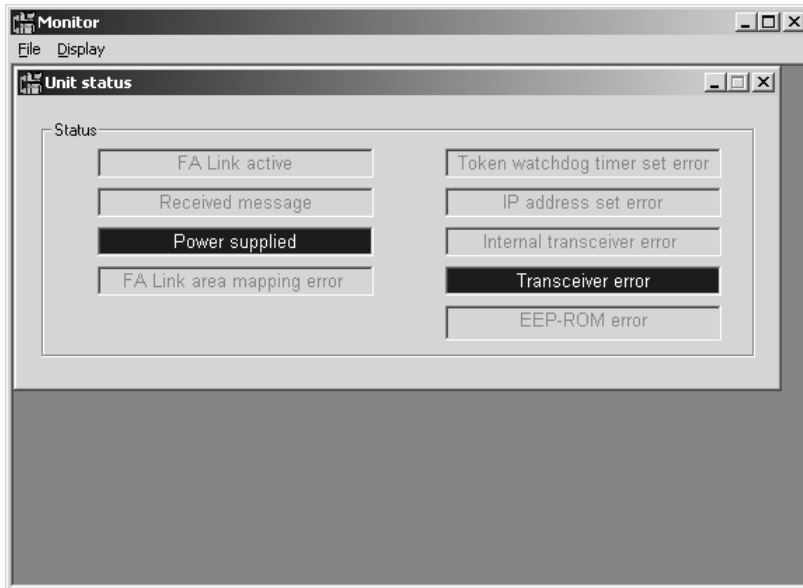 Monitor
File Display
Unit status
Status
FA Link active
Received message
Power supplied
FA Link area mapping error
Token watchdog timer set error
IP address set error
Internal transceiver error
Transceiver error
EEP-ROM error